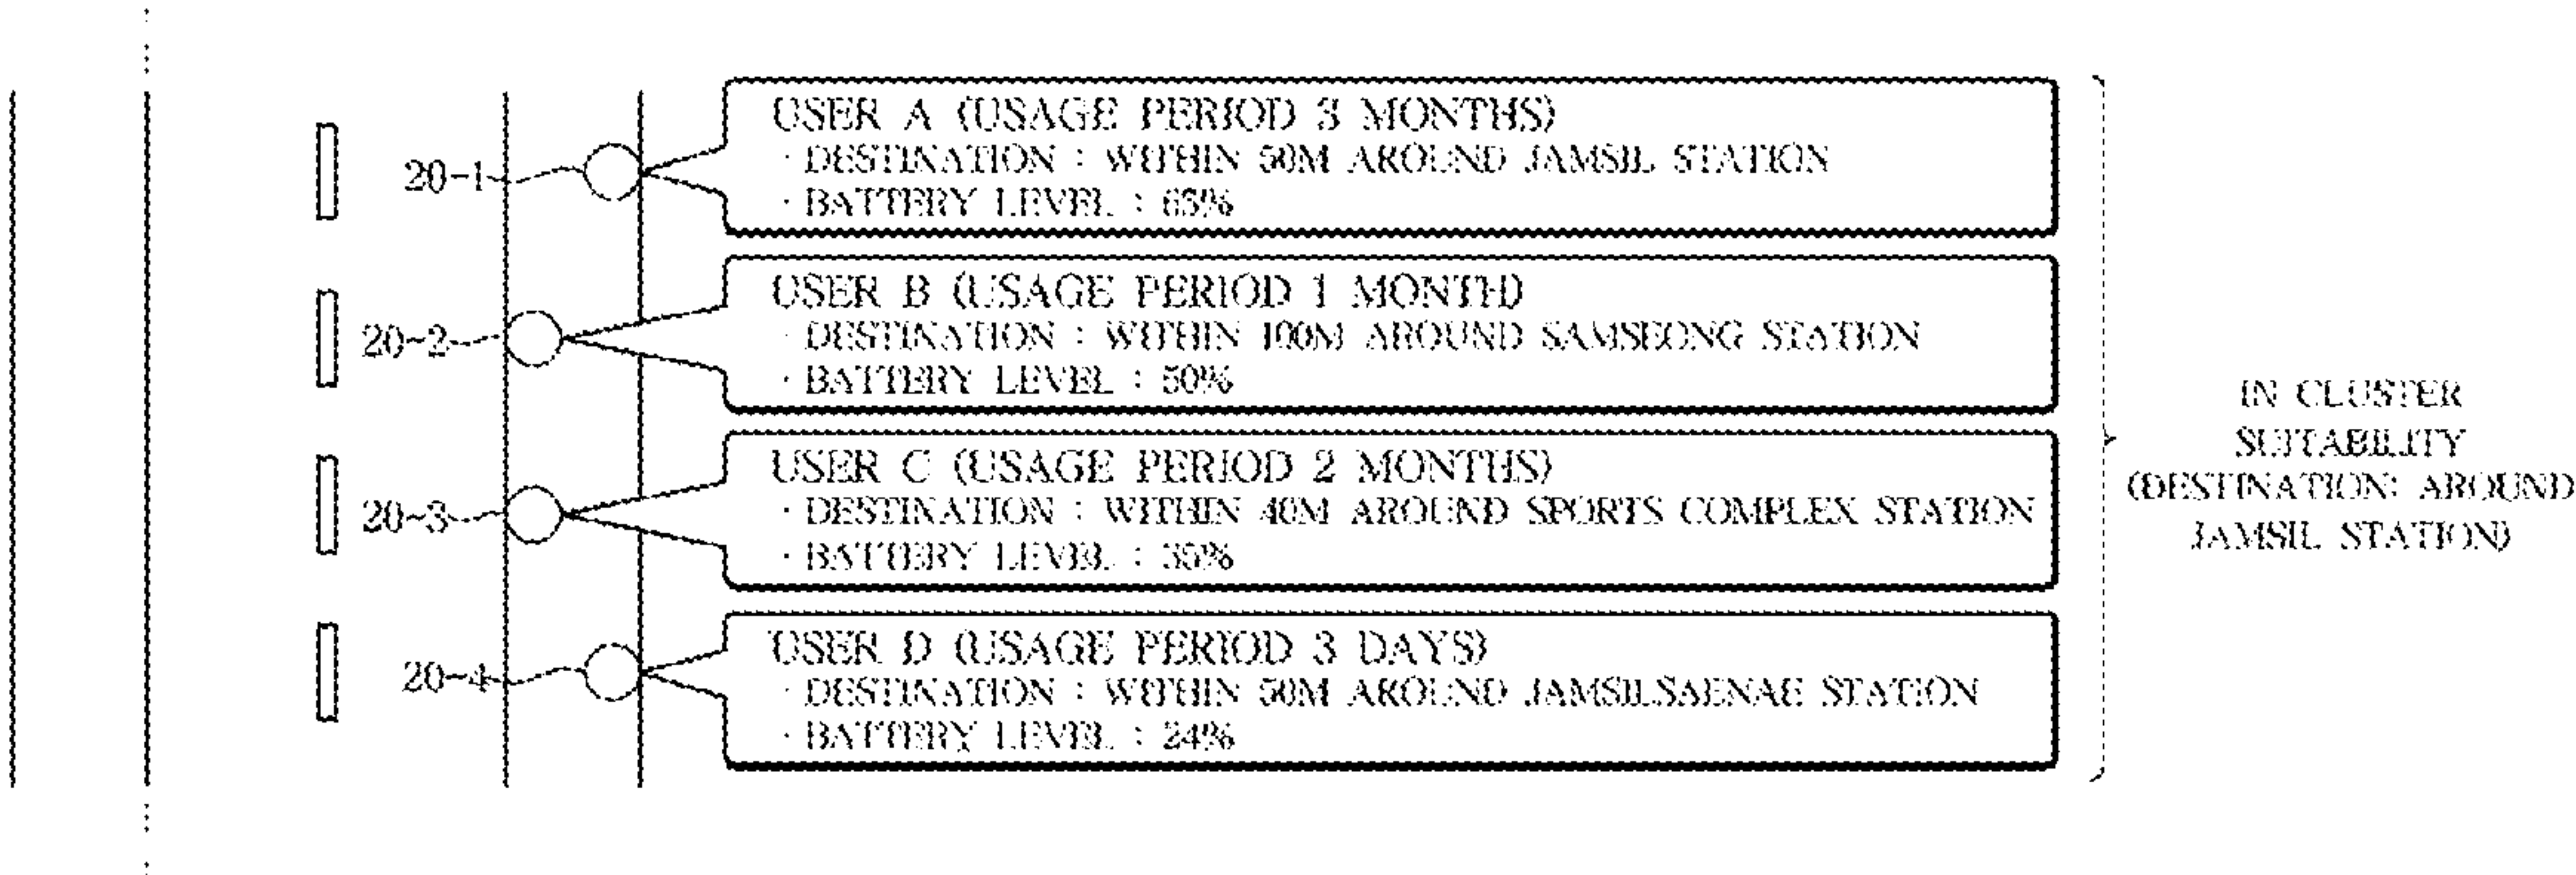 20-1
USER A (USAGE PERIOD 3 MONTHS)
· DESTINATION : WITHIN 50M AROUND JAMSIL STATION
· BATTERY LEVEL : 63%
20-2
USER B (USAGE PERIOD 1 MONTH)
· DESTINATION : WITHIN 100M AROUND SAMSEONG STATION
· BATTERY LEVEL : 50%
20-3
USER C (USAGE PERIOD 2 MONTHS)
· DESTINATION : WITHIN 40M AROUND SPORTS COMPLEX STATION
· BATTERY LEVEL : 35%
20-4
USER D (USAGE PERIOD 3 DAYS)
· DESTINATION : WITHIN 50M AROUND JAMSILSAENAE STATION
· BATTERY LEVEL : 24%
IN CLUSTER
SUITABILITY
(DESTINATION: AROUND
JAMSIL STATION)